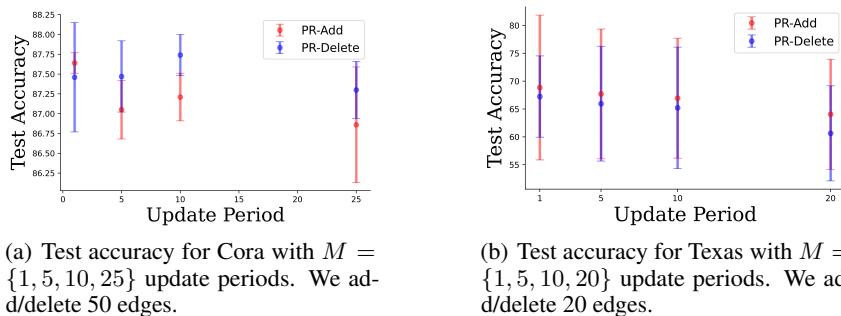 88.25
88.00
87.75
87.50
87.25
87.00
86.75
86.50
86.25
Test Accuracy
PR-Add
PR-Delete
0 5 10 15 20 25
Update Period
(a) Test accuracy for Cora with M =
{1, 5, 10, 25} update periods. We ad-
d/delete 50 edges.
80
75
70
65
60
55
Test Accuracy
PR-Add
PR-Delete
1 5 10 20
Update Period
(b) Test accuracy for Texas with M =
{1, 5, 10, 20} update periods. We ad
d/delete 20 edges.